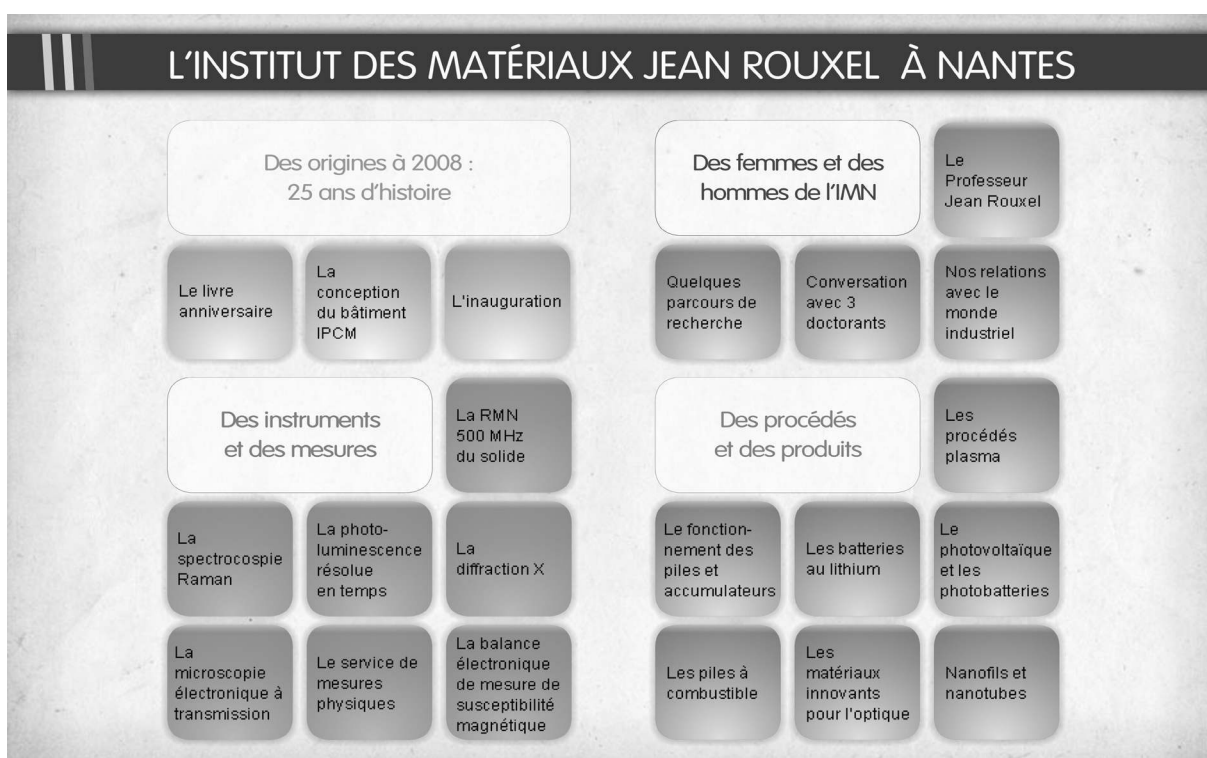 L'INSTITUT DES MATÉRIAUX JEAN ROUXEL À NANTES
Des origines à 2008 :
25 ans d'histoire
Le livre
anniversaire
La
conception
du bâtiment
IPCM
L'inauguration
Des femmes et des
hommes de l'IMN
Le
Professeur
Jean Rouxel
Quelques
parcours de
recherche
Conversation
avec 3
doctorants
Nos relations
avec le
monde
industriel
Des instruments
et des mesures
La RMN
500 MHz
du solide
La
spectrocospie
Raman
La photo-
luminescence
résolue
en temps
La
diffraction X
La
microscopie
électronique à
transmission
Le service de
mesures
physiques
La balance
électronique
de mesure de
susceptibilité
magnétique
Des procédés
et des produits
Les
procédés
plasma
Le fonction-
nement des
piles et
accumulateurs
Les batteries
au lithium
Le
photovoltaïque
et les
photobatteries
Les piles à
combustible
Les
matériaux
innovants
pour l'optique
Nanofils et
nanotubes